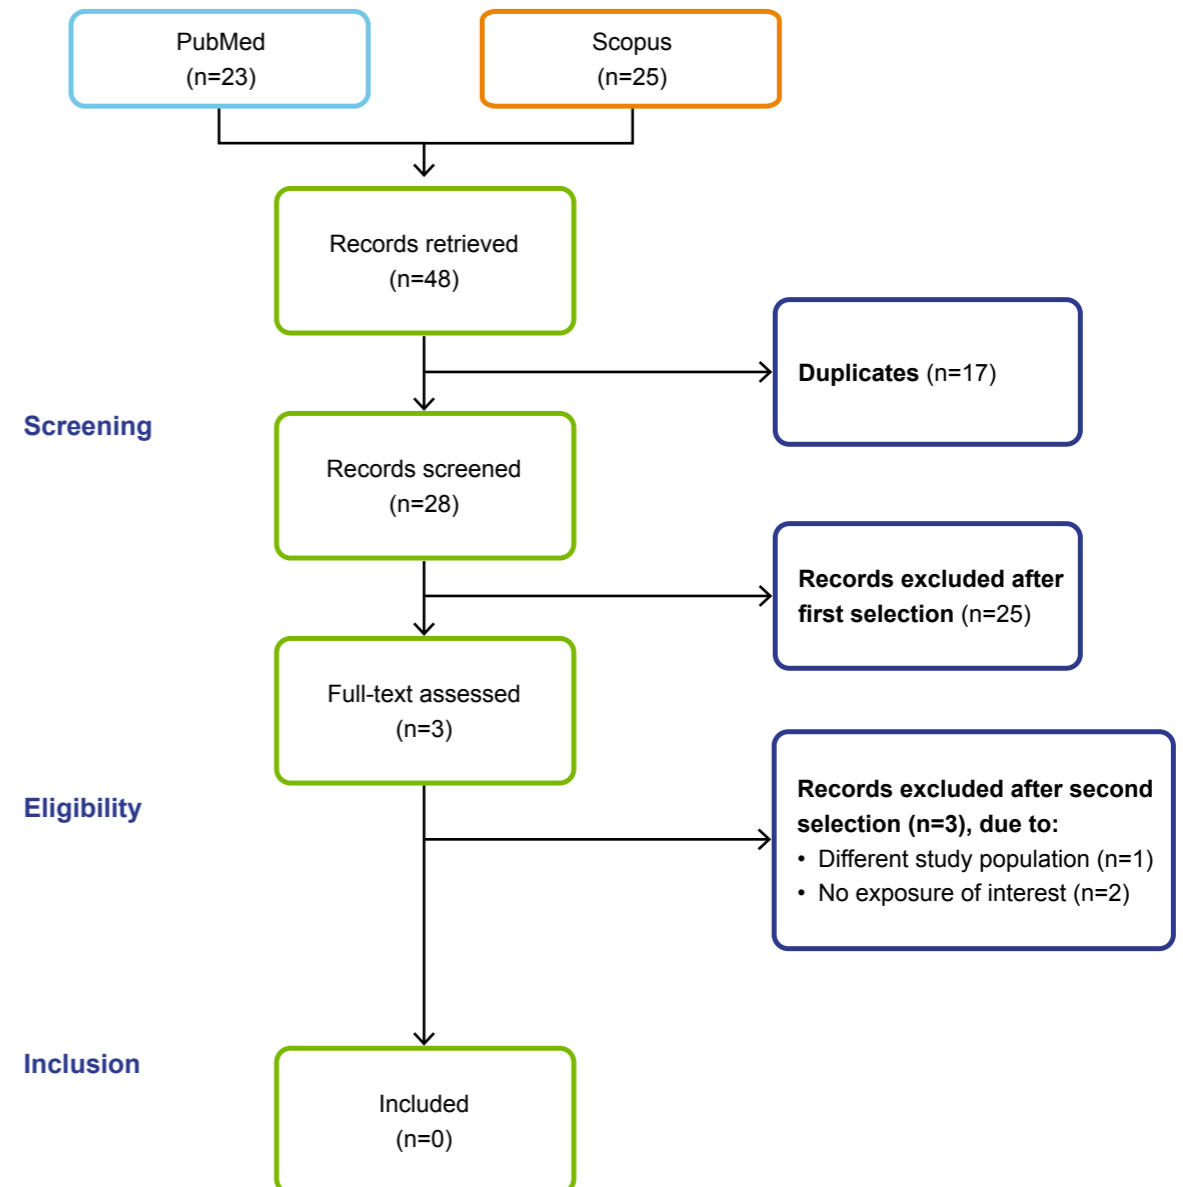 PubMed
(n=23)
Scopus
(n=25)
Records retrieved
(n=48)
Duplicates (n=17)
Screening
Records screened
(n=28)
Records excluded after
first selection (n=25)
Full-text assessed
(n=3)
Eligibility
Records excluded after second
selection (n=3), due to:
• Different study population (n=1)
• No exposure of interest (n=2)
Inclusion
Included
(n=0)